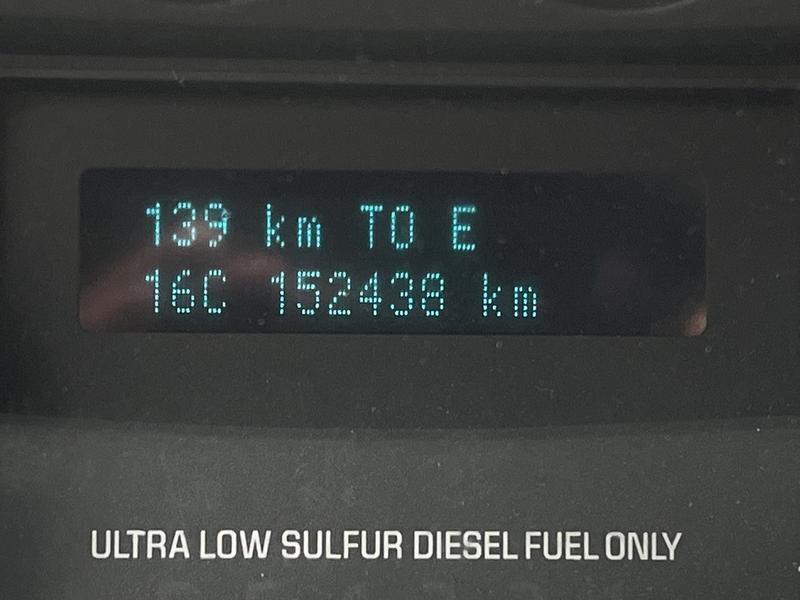 139 km TO E
16C 152438 km
ULTRA LOW SULFUR DIESEL FUEL ONLY